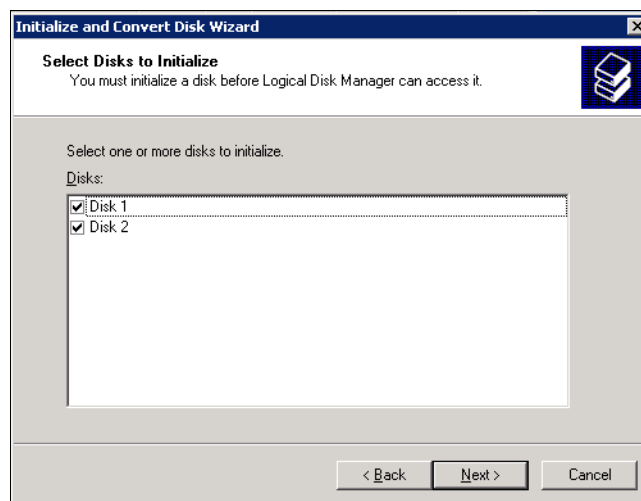 Initialize and Convert Disk Wizard
Select Disks to Initialize
You must initialize a disk before Logical Disk Manager can access it.
Select one or more disks to initialize.
Disks:
Disk 1
Disk 2
< Back
Next >
Cancel